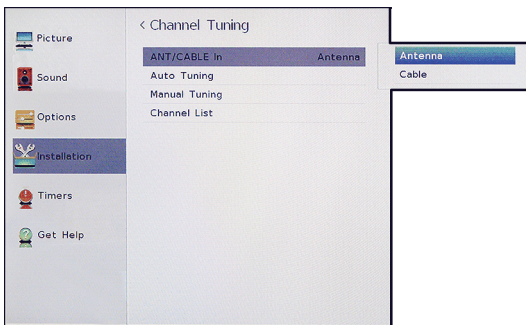 Picture
Sound
Options
Installation
Timers
Get Help
< Channel Tuning
ANT/CABLE In Antenna
Auto Tuning
Manual Tuning
Channel List
Antenna
Cable